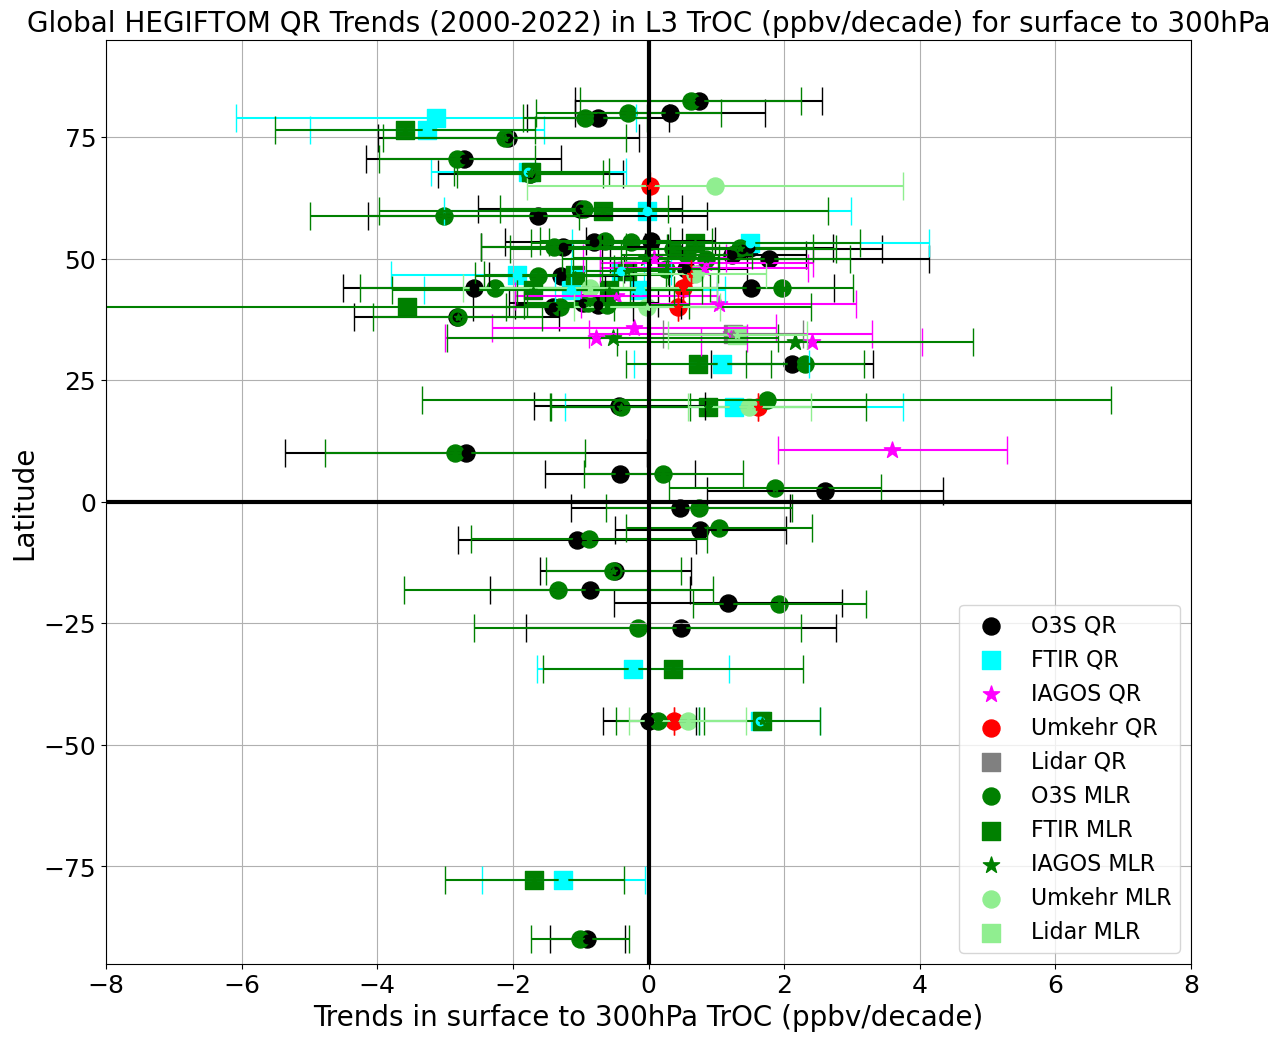 Global HEGIFTOM QR Trends (2000-2022) in L3 TrOC (ppbv/decade) for surface to 300hPa
75
50
25
0
−25
−50
−75
Latitude
O3S QR
FTIR QR
IAGOS QR
Umkehr QR
Lidar QR
O3S MLR
FTIR MLR
IAGOS MLR
Umkehr MLR
Lidar MLR
−8 −6 −4 −2 0 2 4 6 8
Trends in surface to 300hPa TrOC (ppbv/decade)